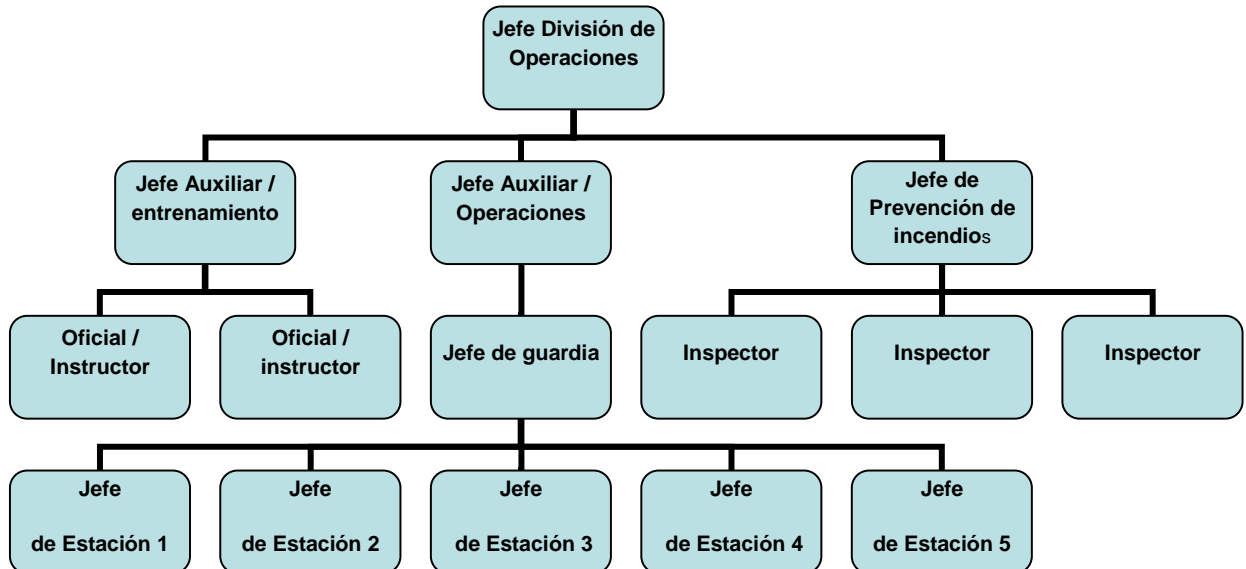 Jefe División de
Operaciones
Jefe Auxiliar /
entrenamiento
Jefe Auxiliar /
Operaciones
Jefe de
Prevención de
incendios
Oficial /
Instructor
Oficial /
instructor
Jefe de guardia
Inspector
Inspector
Inspector
Jefe
de Estación 1
Jefe
de Estación 2
Jefe
de Estación 3
Jefe
de Estación 4
Jefe
de Estación 5